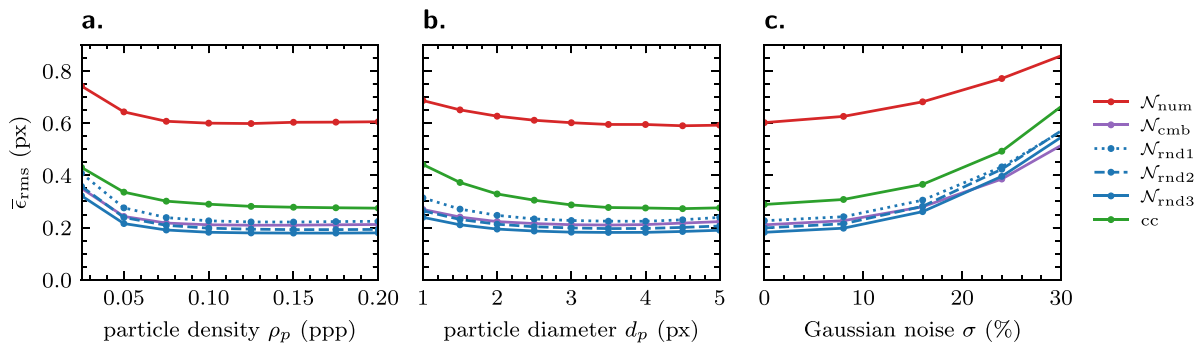 a.
b.
c.
ε̄rms (px)
0.8
0.6
0.4
0.2
0.0
0.05 0.10 0.15 0.20
particle density ρp (ppp)
1 2 3 4 5
particle diameter dp (px)
0 10 20 30
Gaussian noise σ (%)
𝒩num
𝒩cmb
𝒩rnd1
𝒩rnd2
𝒩rnd3
cc